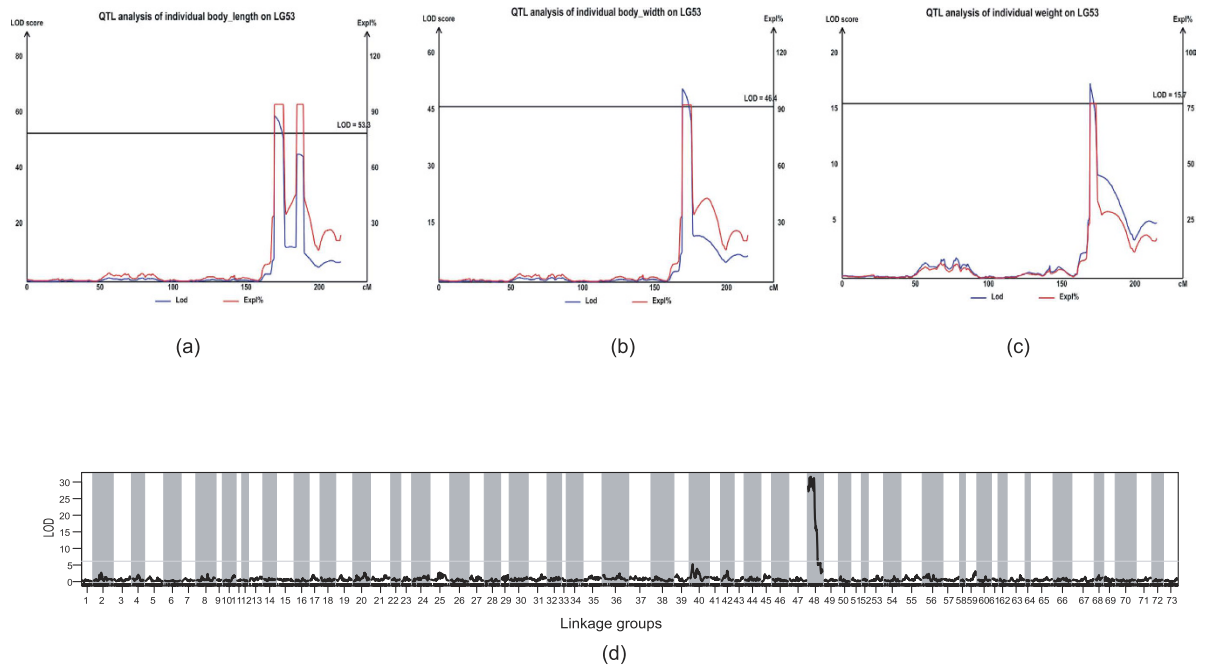 QTL analysis of individual body_length on LG53
LOD score
Expl%
80
60
40
20
120
90
60
30
LOD = 53.3
0
50
100
150
200
cM
Lod
Expl%
(a)
QTL analysis of individual body_width on LG53
LOD score
Expl%
60
45
30
15
120
90
60
30
LOD = 46.4
0
50
100
150
200
cM
Lod
Expl%
(b)
QTL analysis of individual weight on LG53
LOD score
Expl%
20
15
10
5
100
75
50
25
LOD = 15.7
0
50
100
150
200
cM
Lod
Expl%
(c)
LOD
30
25
20
15
10
5
0
1 2 3 4 5 6 7 8 9 10 11 12 13 14 15 16 17 18 19 20 21 22 23 24 25 26 27 28 29 30 31 32 33 34 35 36 37 38 39 40 41 42 43 44 45 46 47 48 49 50 51 52 53 54 55 56 57 58 59 60 61 62 63 64 65 66 67 68 69 70 71 72 73
Linkage groups
(d)